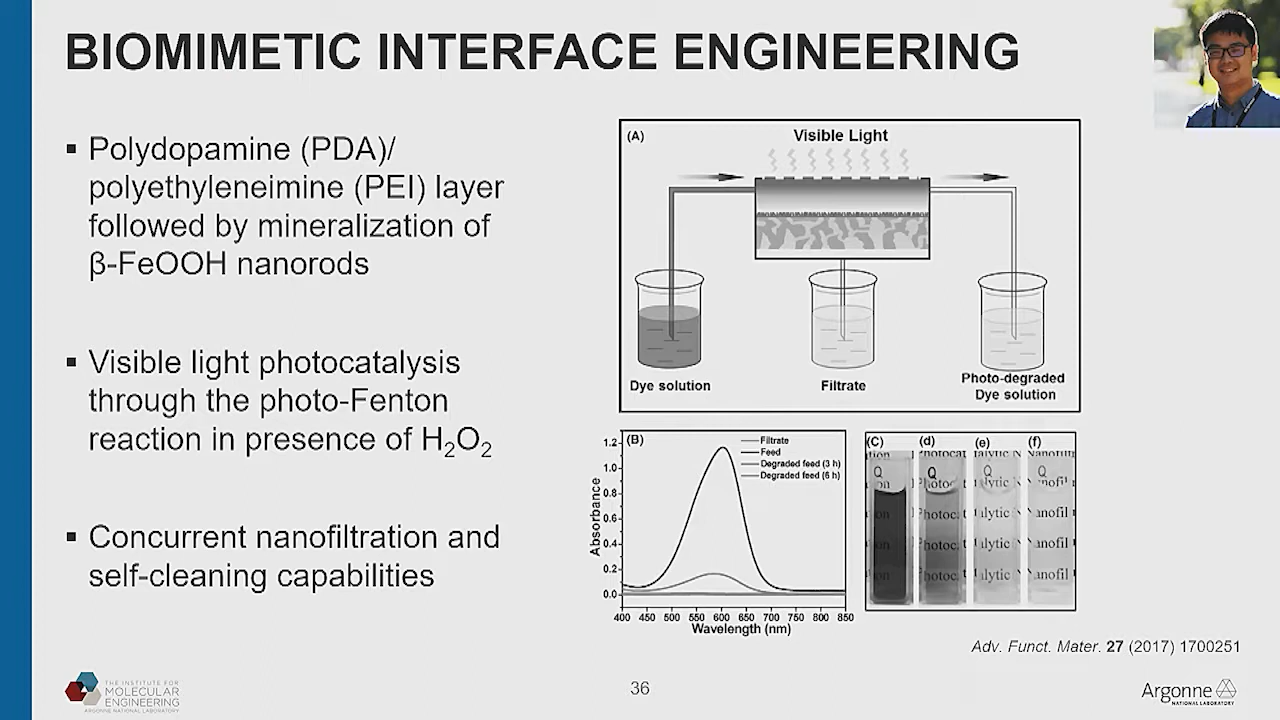 BIOMIMETIC INTERFACE ENGINEERING
▪ Polydopamine (PDA)/
polyethyleneimine (PEI) layer
followed by mineralization of
β-FeOOH nanorods
▪ Visible light photocatalysis
through the photo-Fenton
reaction in presence of H₂O₂
▪ Concurrent nanofiltration and
self-cleaning capabilities
(A)
Visible Light
Dye solution
Filtrate
Photo-degraded
Dye solution
(B)
Filtrate
Feed
Degraded feed (3 h)
Degraded feed (6 h)
Absorbance
1.2
1.0
0.8
0.6
0.4
0.2
0.0
400 450 500 550 600 650 700 750 800 850
Wavelength (nm)
(C) (d) (e) (f)
Q Q Q Q
Adv. Funct. Mater. 27 (2017) 1700251
THE INSTITUTE FOR
MOLECULAR
ENGINEERING
ARGONNE NATIONAL LABORATORY
36
Argonne
NATIONAL LABORATORY